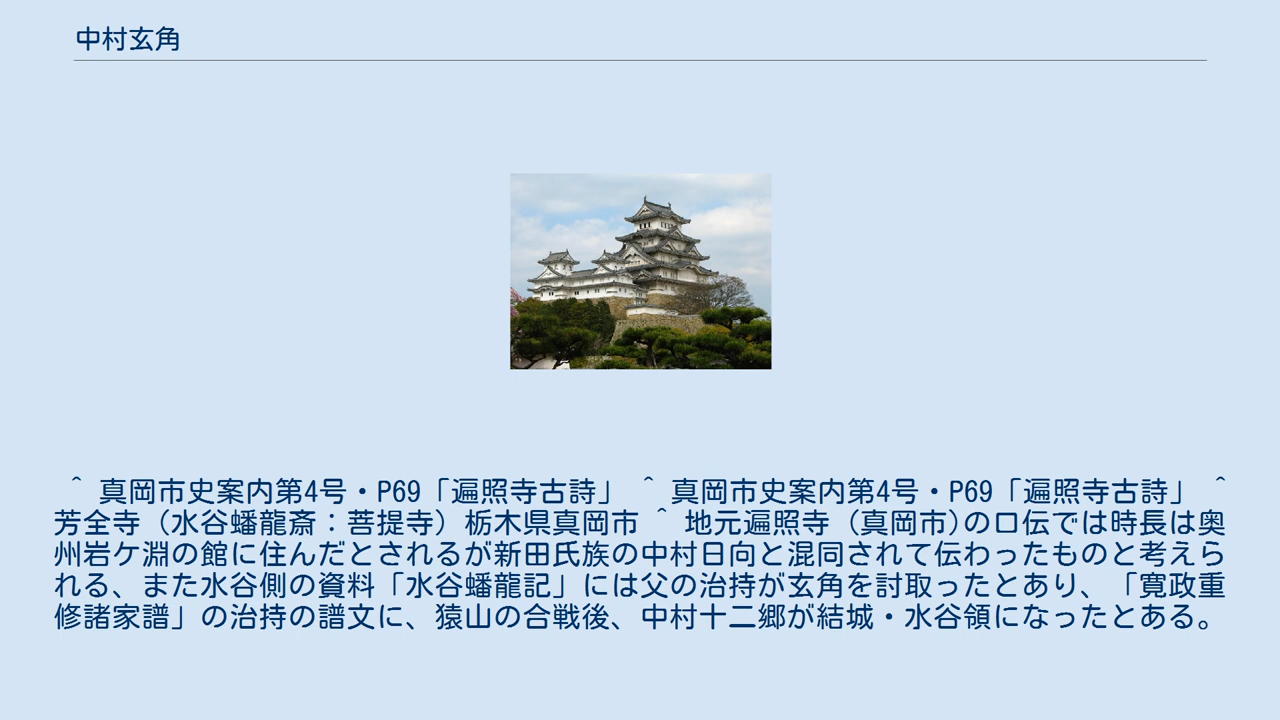 中村玄角
^ 真岡市史案内第4号・P69「遍照寺古詩」 ^ 真岡市史案内第4号・P69「遍照寺古詩」 ^
芳全寺（水谷蟠龍斎：菩提寺）栃木県真岡市 ^ 地元遍照寺（真岡市)の口伝では時長は奥
州岩ケ淵の館に住んだとされるが新田氏族の中村日向と混同されて伝わったものと考えら
れる、また水谷側の資料「水谷蟠龍記」には父の治持が玄角を討取ったとあり、「寛政重
修諸家譜」の治持の譜文に、猿山の合戦後、中村十二郷が結城・水谷領になったとある。